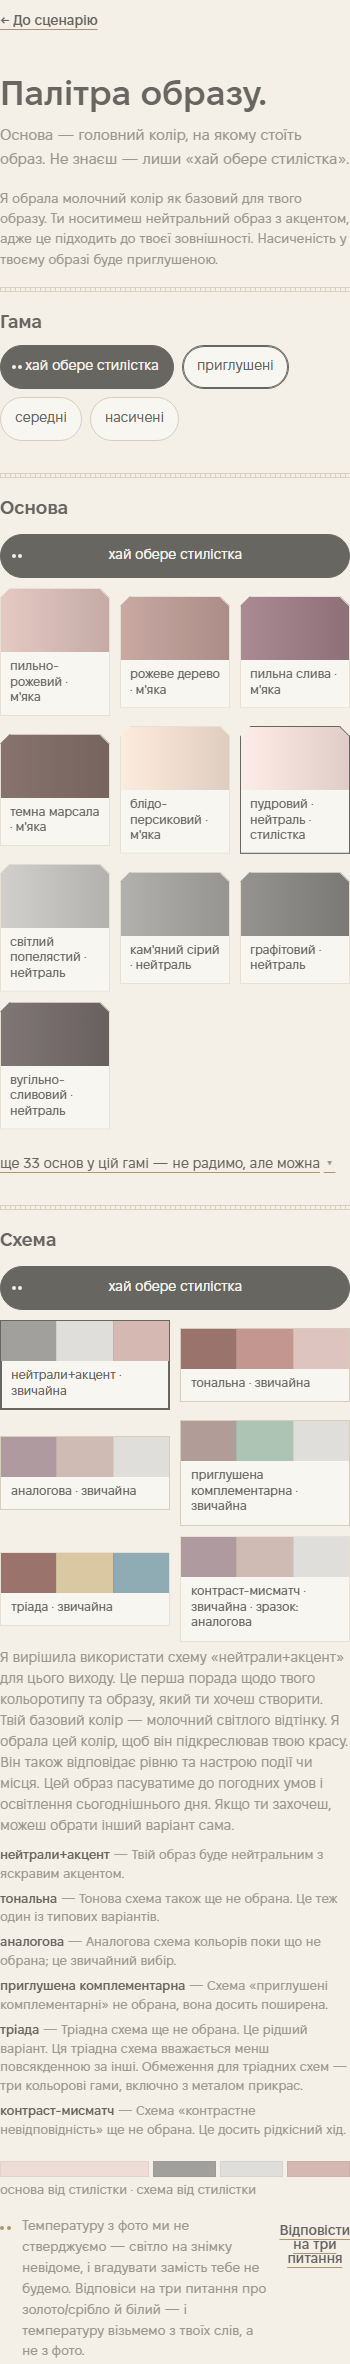 ← До сценарію
Палітра образу.
Основа — головний колір, на якому стоїть
образ. Не знаєш — лиши «хай обере стилістка».
Я обрала молочний колір як базовий для твого
образу. Ти носитимеш нейтральний образ з акцентом,
адже це підходить до твоєї зовнішності. Насиченість у
твоєму образі буде приглушеною.
Гама
хай обере стилістка
приглушені
середні
насичені
Основа
хай обере стилістка
пильно-
рожевий ·
м'яка
рожеве дерево
· м'яка
пильна слива ·
м'яка
темна марсала
· м'яка
блідо-
персиковий ·
м'яка
пудровий ·
нейтраль ·
стилістка
світлий
попелястий ·
нейтраль
кам'яний сірий
· нейтраль
графітовий ·
нейтраль
вугільно-
сливовий ·
нейтраль
ще 33 основ у цій гамі — не радимо, але можна ▾
Схема
хай обере стилістка
нейтрали+акцент ·
звичайна
тональна · звичайна
аналогова · звичайна
приглушена
комплементарна ·
звичайна
тріада · звичайна
контраст-мисматч ·
звичайна · зразок:
аналогова
Я вирішила використати схему «нейтрали+акцент»
для цього виходу. Це перша порада щодо твого
кольоротипу та образу, який ти хочеш створити.
Твій базовий колір — молочний світлого відтінку. Я
обрала цей колір, щоб він підкреслював твою красу.
Він також відповідає рівню та настрою події чи
місця. Цей образ пасуватиме до погодних умов і
освітлення сьогоднішнього дня. Якщо ти захочеш,
можеш обрати інший варіант сама.
нейтрали+акцент — Твій образ буде нейтральним з
яскравим акцентом.
тональна — Тонова схема також ще не обрана. Це теж
один із типових варіантів.
аналогова — Аналогова схема кольорів поки що не
обрана; це звичайний вибір.
приглушена комплементарна — Схема «приглушені
комплементарні» не обрана, вона досить поширена.
тріада — Тріадна схема ще не обрана. Це рідший
варіант. Ця тріадна схема вважається менш
повсякденною за інші. Обмеження для тріадних схем —
три кольорові гами, включно з металом прикрас.
контраст-мисматч — Схема «контрастне
невідповідність» ще не обрана. Це досить рідкісний хід.
основа від стилістки · схема від стилістки
Температуру з фото ми не
стверджуємо — світло на знімку
невідоме, і вгадувати замість тебе не
будемо. Відповіси на три питання про
золото/срібло й білий — і
температуру візьмемо з твоїх слів, а
не з фото.
Відповісти
на три
питання